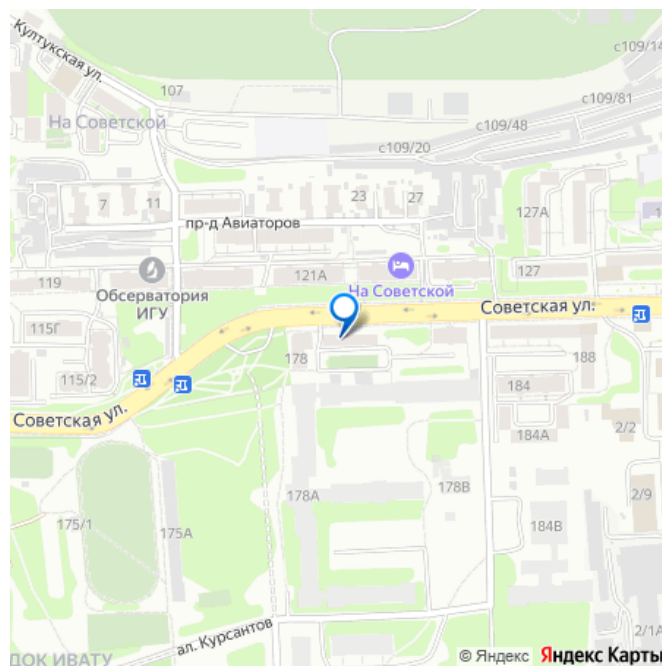 Култукская ул.
с109/14
107
с109/81
На Советской
с109/48
с109/20
7
11
23
27
127А
пр-д Авиаторов
119
121А
127
Обсерватория
ИГУ
На Советской
Советская ул.
115Г
178
188
115/2
184
Советская ул.
2/2
184А
178А
178В
2/9
175/1
175А
184В
ал. Курсантов
2/1А
ДОК ИВАТУ
© Яндекс Яндекс Карты